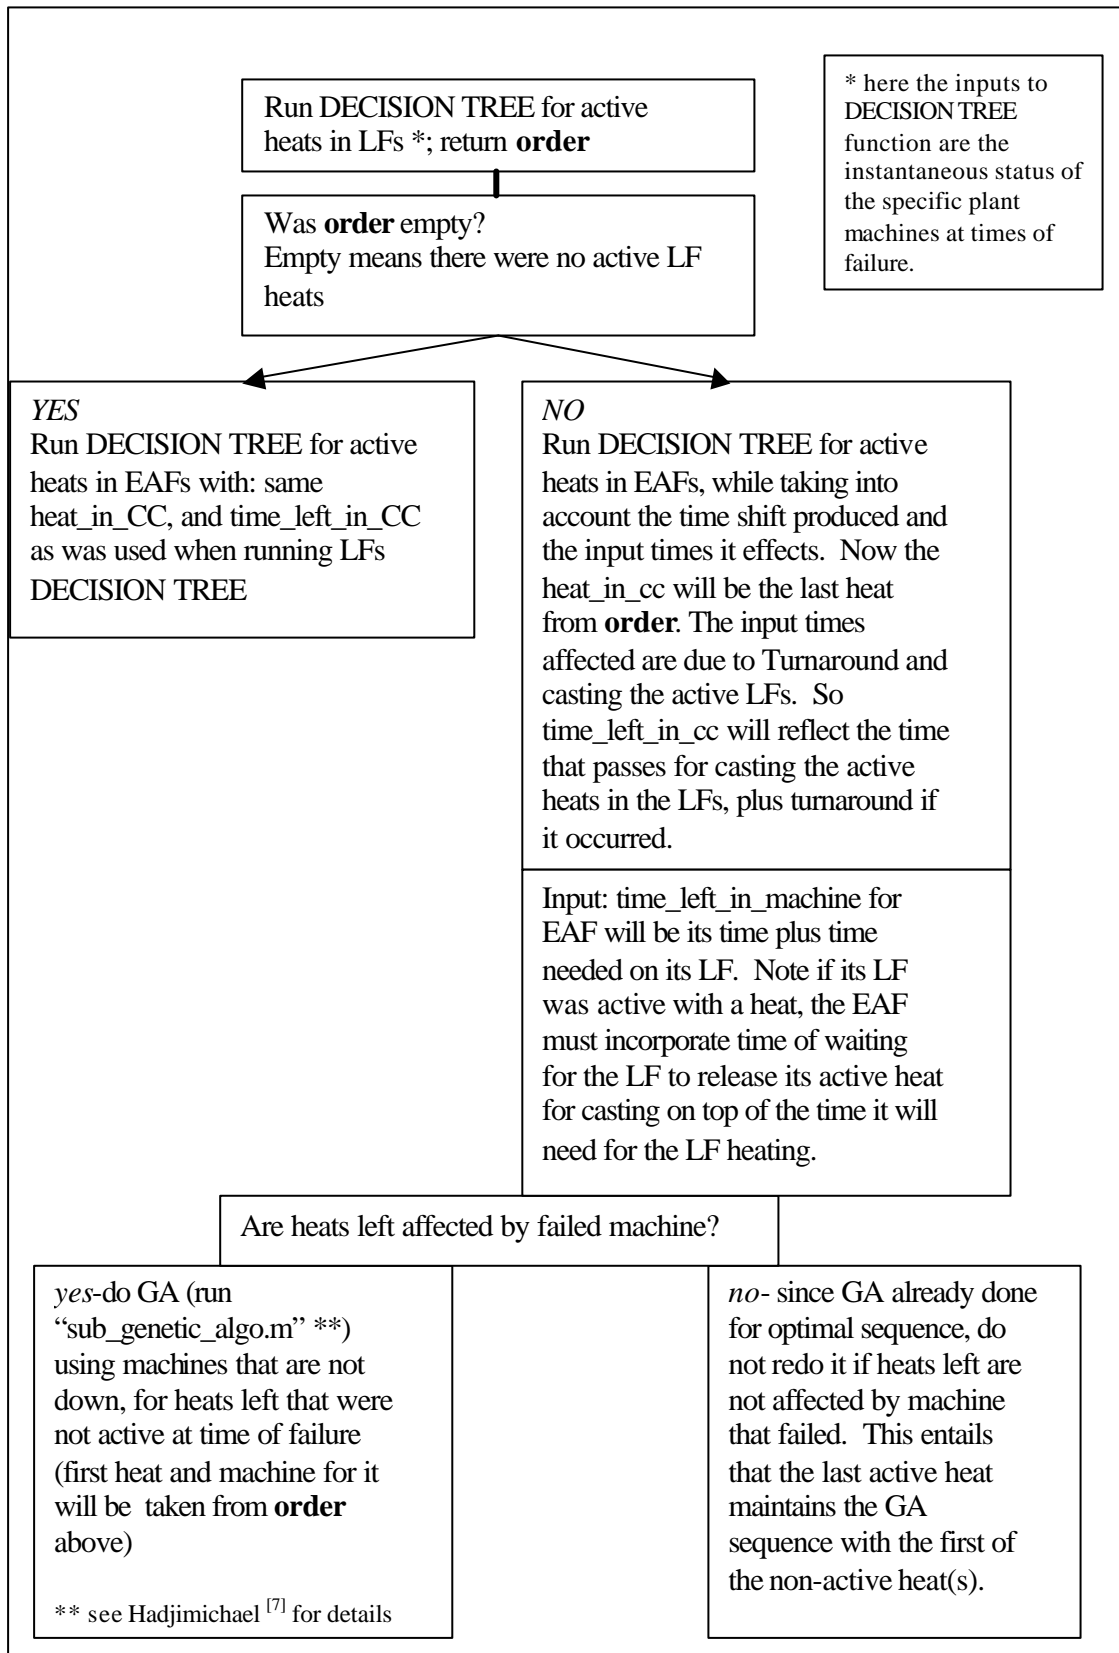 Run DECISION TREE for active
heats in LFs *; return order
* here the inputs to
DECISION TREE
function are the
instantaneous status of
the specific plant
machines at times of
failure.
Was order empty?
Empty means there were no active LF
heats
YES
Run DECISION TREE for active
heats in EAFs with: same
heat_in_CC, and time_left_in_CC
as was used when running LFs
DECISION TREE
NO
Run DECISION TREE for active
heats in EAFs, while taking into
account the time shift produced and
the input times it effects.  Now the
heat_in_cc will be the last heat
from order. The input times
affected are due to Turnaround and
casting the active LFs.  So
time_left_in_cc will reflect the time
that passes for casting the active
heats in the LFs, plus turnaround if
it occurred.
Input: time_left_in_machine for
EAF will be its time plus time
needed on its LF.  Note if its LF
was active with a heat, the EAF
must incorporate time of waiting
for the LF to release its active heat
for casting on top of the time it will
need for the LF heating.
Are heats left affected by failed machine?
yes-do GA (run
“sub_genetic_algo.m” **)
using machines that are not
down, for heats left that were
not active at time of failure
(first heat and machine for it
will be taken from order
above)
** see Hadjimichael [7] for details
no- since GA already done
for optimal sequence, do
not redo it if heats left are
not affected by machine
that failed.  This entails
that the last active heat
maintains the GA
sequence with the first of
the non-active heat(s).